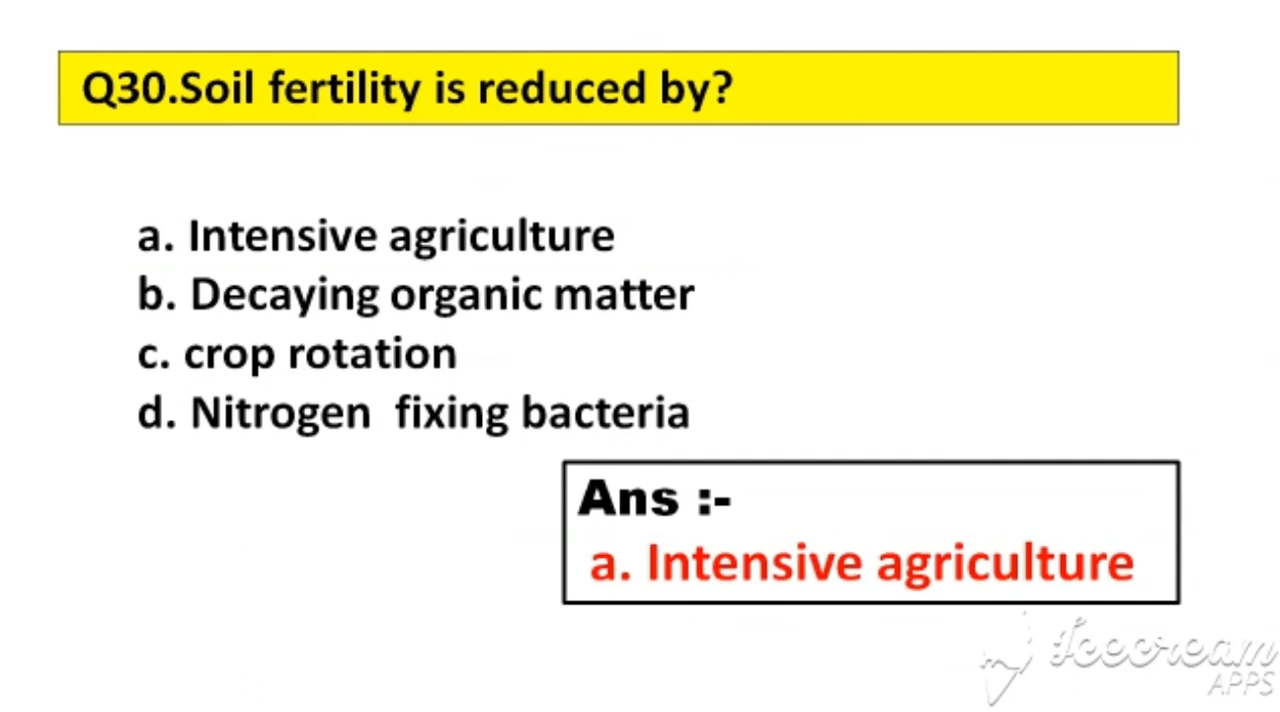 Q30.Soil fertility is reduced by?
a. Intensive agriculture
b. Decaying organic matter
c. crop rotation
d. Nitrogen  fixing bacteria
Ans :-
a. Intensive agriculture
Icecream
APPS